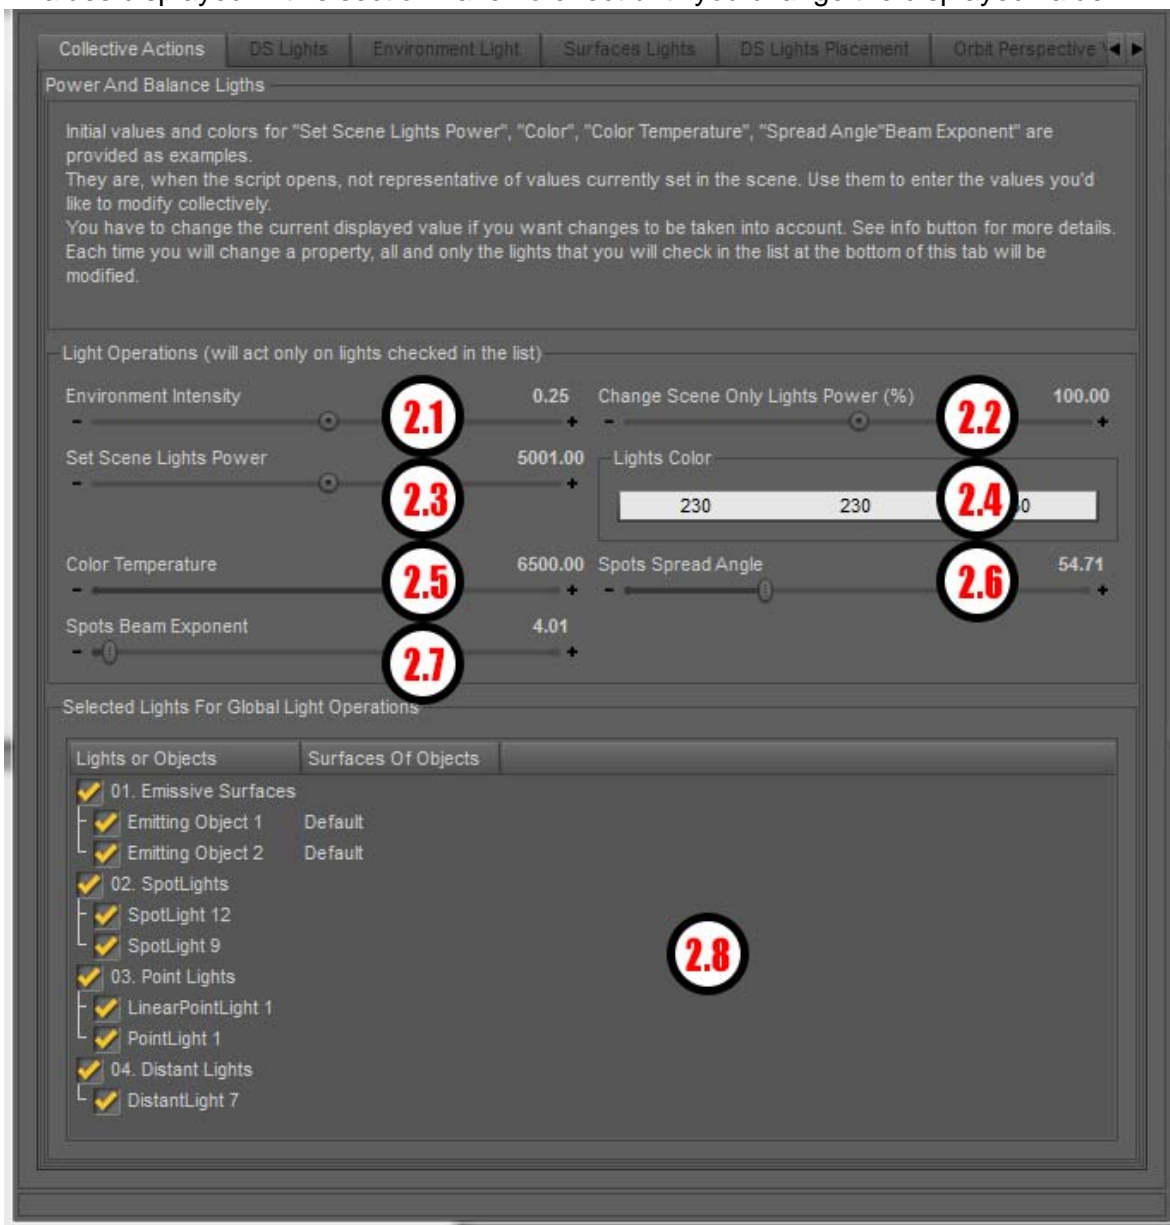 Collective Actions DS Lights Environment Light Surfaces Lights DS Lights Placement Orbit Perspective
Power And Balance Ligths
Initial values and colors for "Set Scene Lights Power", "Color", "Color Temperature", "Spread Angle"Beam Exponent" are
provided as examples.
They are, when the script opens, not representative of values currently set in the scene. Use them to enter the values you'd
like to modify collectively.
You have to change the current displayed value if you want changes to be taken into account. See info button for more details.
Each time you will change a property, all and only the lights that you will check in the list at the bottom of this tab will be
modified.
Light Operations (will act only on lights checked in the list)
Environment Intensity 2.1 0.25 Change Scene Only Lights Power (%) 2.2 100.00
- + - +
Set Scene Lights Power 2.3 5001.00 Lights Color
- +
230 230 2.4
Color Temperature 2.5 6500.00 Spots Spread Angle 2.6 54.71
- + - +
Spots Beam Exponent 2.7 4.01
- +
Selected Lights For Global Light Operations
Lights or Objects Surfaces Of Objects
01. Emissive Surfaces
Emitting Object 1 Default
Emitting Object 2 Default
02. SpotLights
SpotLight 12
SpotLight 9
2.8
03. Point Lights
LinearPointLight 1
PointLight 1
04. Distant Lights
DistantLight 7